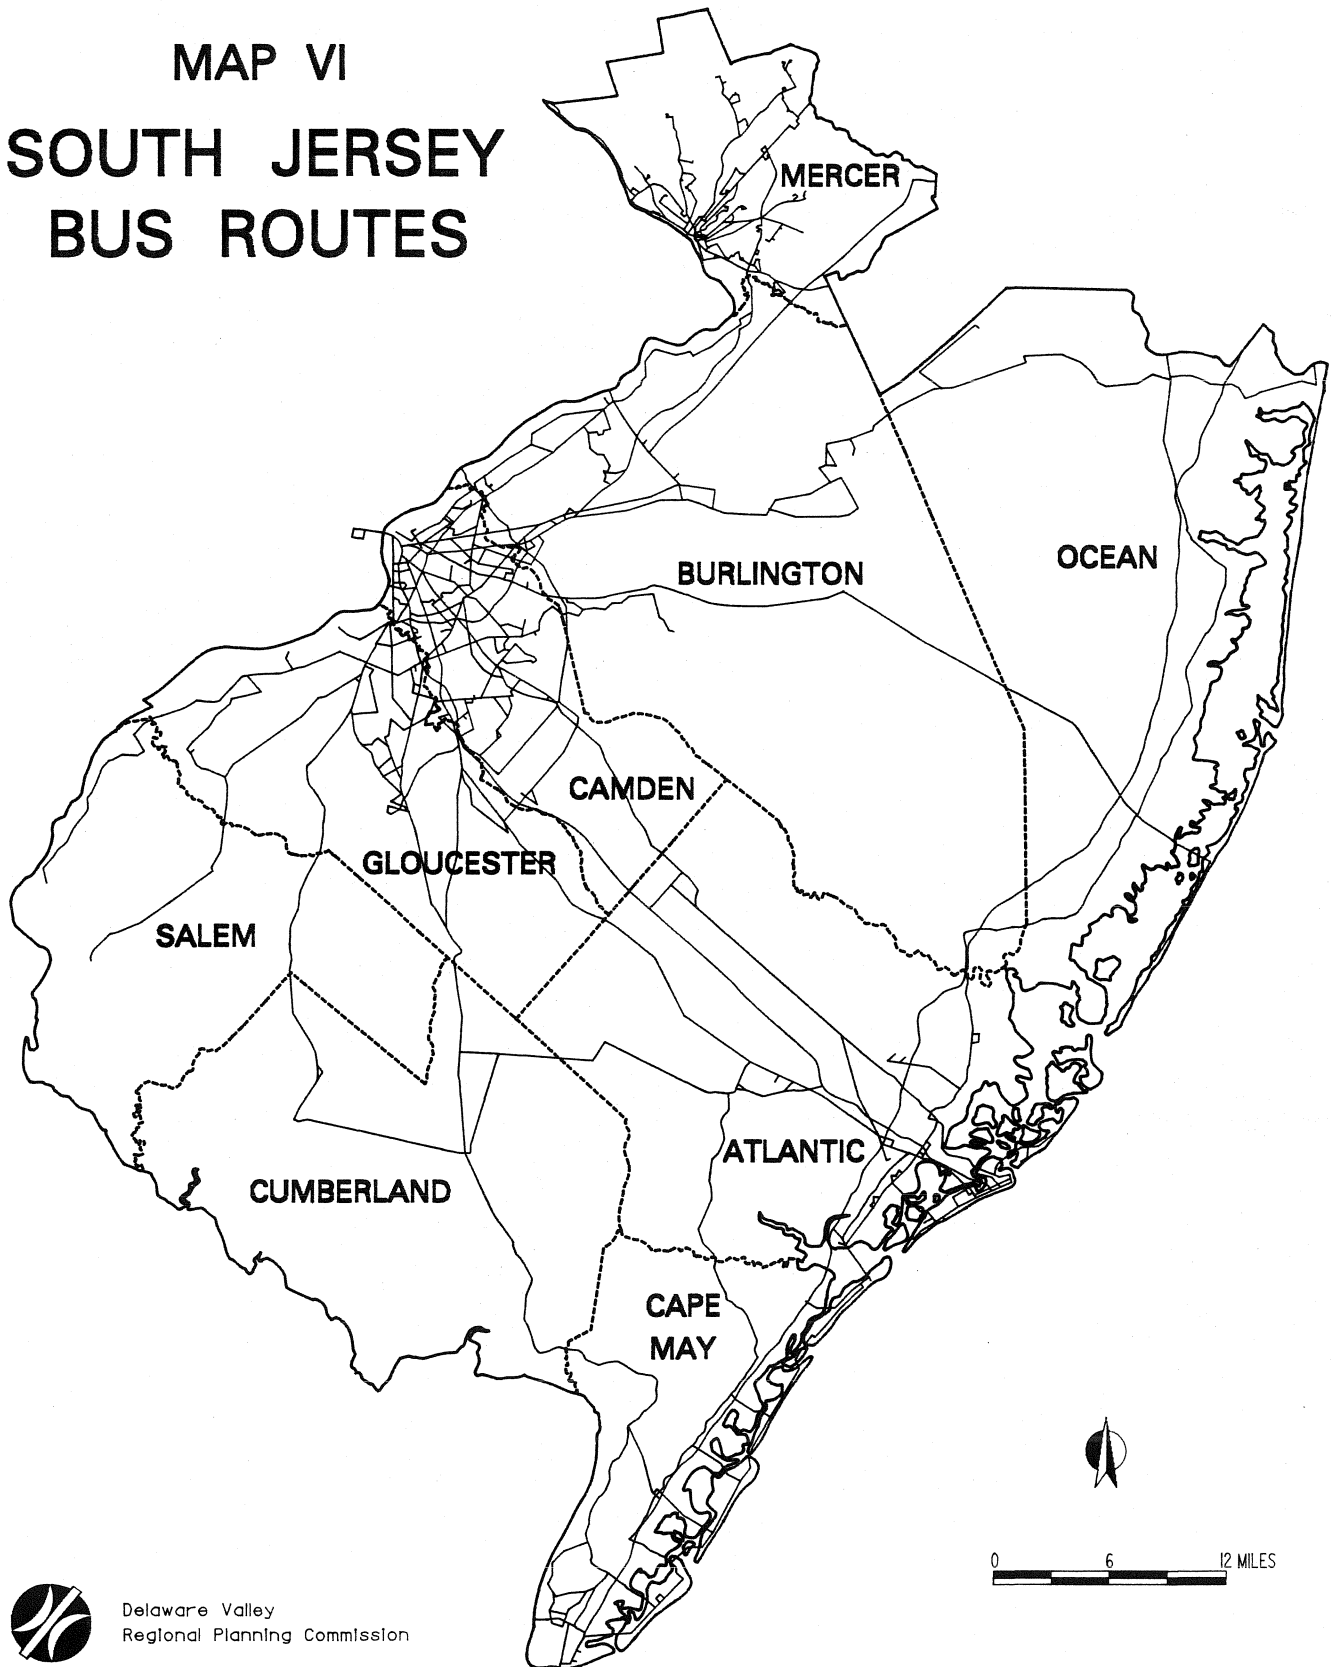 MAP VI
SOUTH JERSEY
BUS ROUTES
MERCER
OCEAN
BURLINGTON
CAMDEN
GLOUCESTER
SALEM
ATLANTIC
CUMBERLAND
CAPE
MAY
0 6 12 MILES
Delaware Valley
Regional Planning Commission